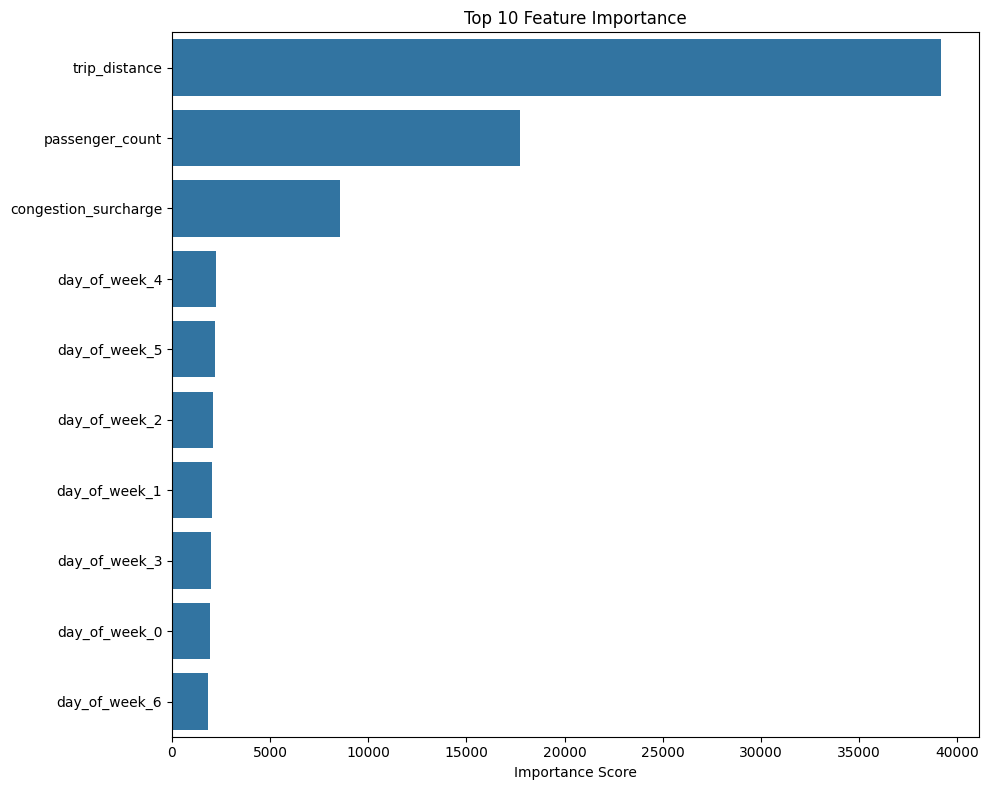 Top 10 Feature Importance
trip_distance
passenger_count
congestion_surcharge
day_of_week_4
day_of_week_5
day_of_week_2
day_of_week_1
day_of_week_3
day_of_week_0
day_of_week_6
0 5000 10000 15000 20000 25000 30000 35000 40000
Importance Score